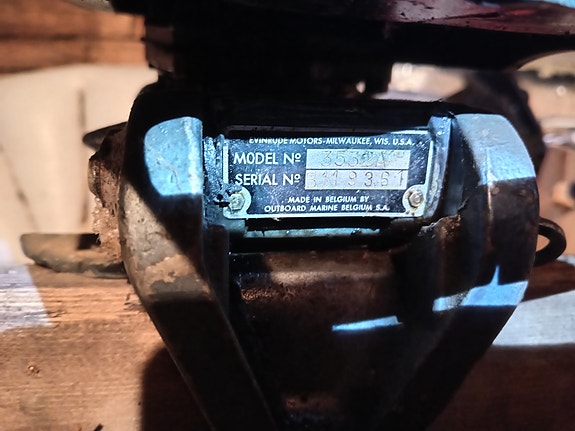 EVINRUDE MOTORS-MILWAUKEE, WIS. U.S.A.
MODEL Nº
SERIAL Nº
MADE IN BELGIUM BY
OUTBOARD MARINE BELGIUM S.A.